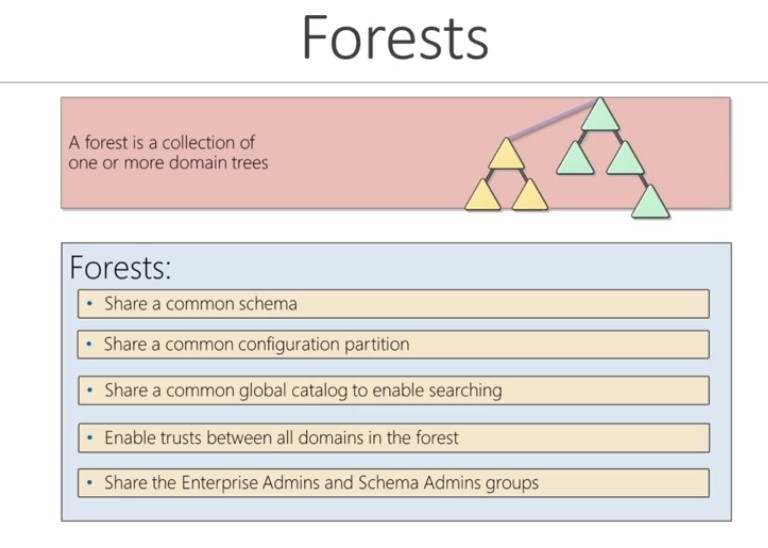 Forests
A forest is a collection of
one or more domain trees
Forests:
• Share a common schema
• Share a common configuration partition
• Share a common global catalog to enable searching
• Enable trusts between all domains in the forest
• Share the Enterprise Admins and Schema Admins groups